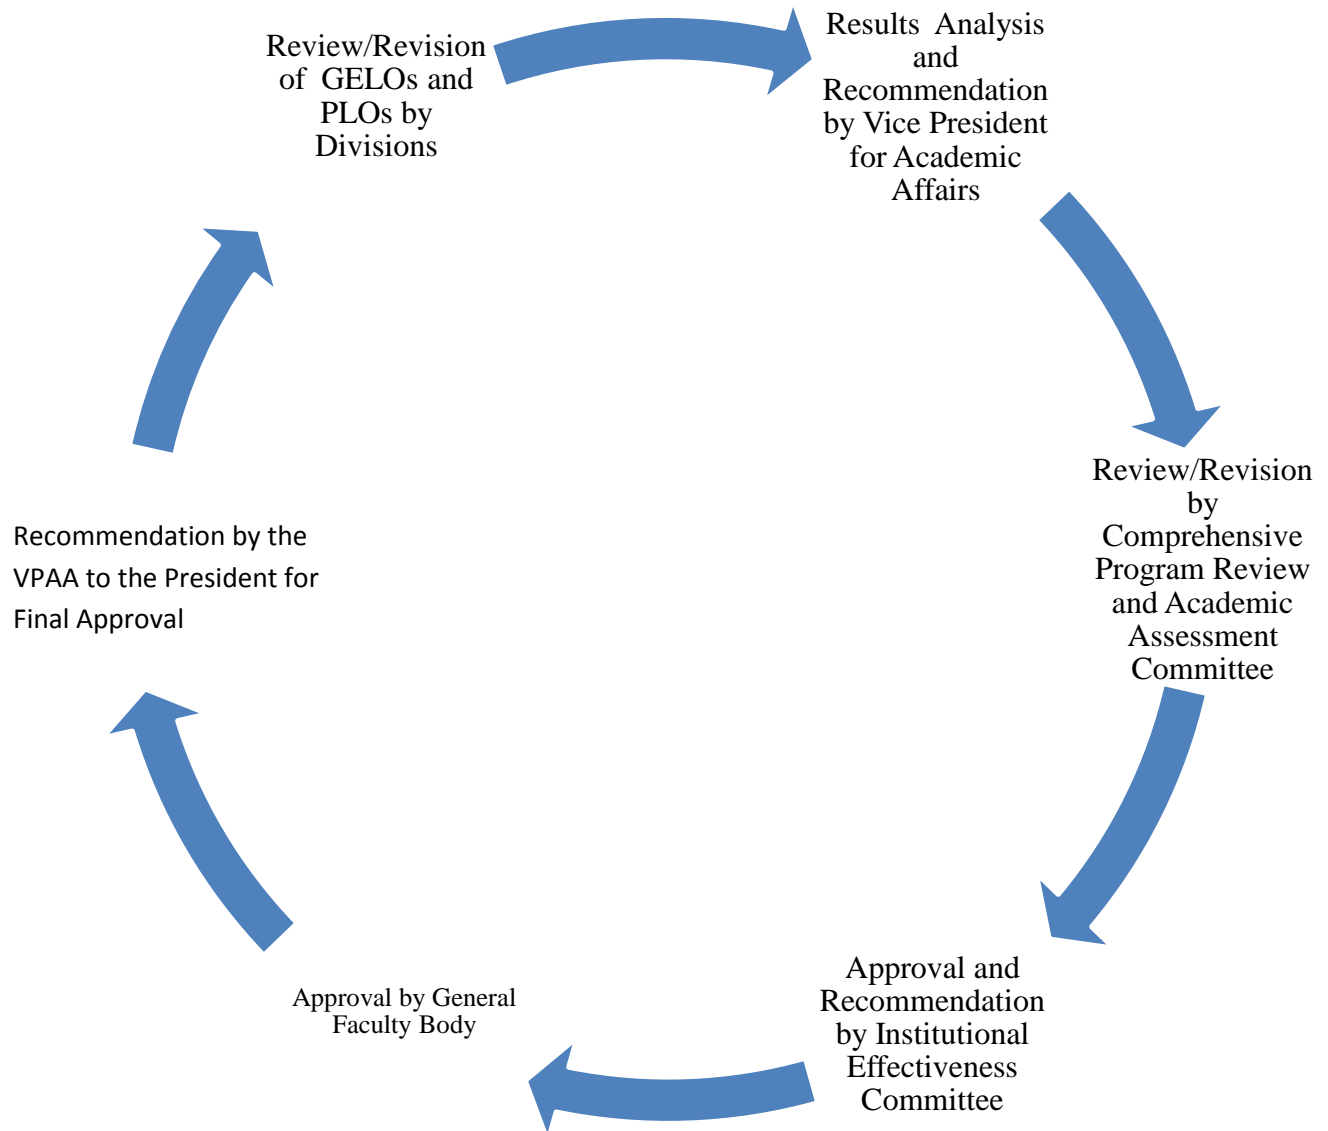 Review/Revision
of GELOs and
PLOs by
Divisions
Results Analysis
and
Recommendation
by Vice President
for Academic
Affairs
Review/Revision
by
Comprehensive
Program Review
and Academic
Assessment
Committee
Approval and
Recommendation
by Institutional
Effectiveness
Committee
Approval by General
Faculty Body
Recommendation by the
VPAA to the President for
Final Approval